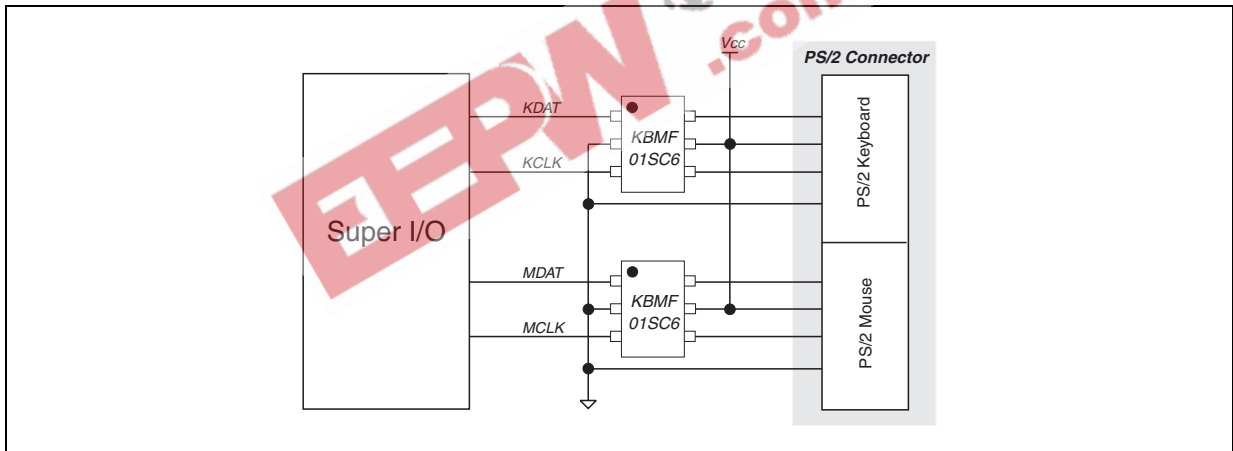 EEPW
.com
Vcc
PS/2 Connector
KDAT
KBMF
01SC6
KCLK
PS/2 Keyboard
Super I/O
MDAT
KBMF
01SC6
MCLK
PS/2 Mouse